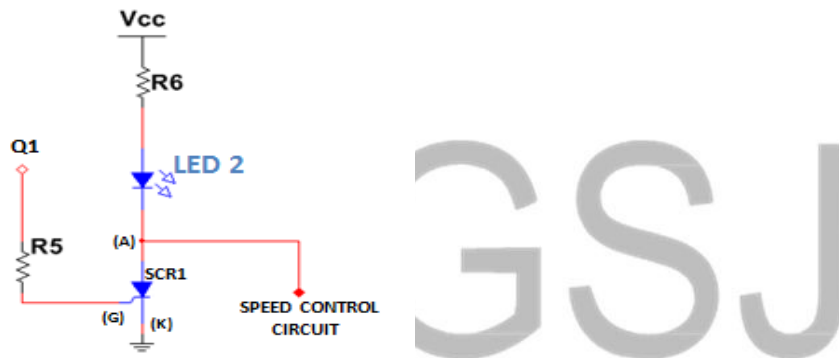 Vcc
R6
Q1
LED 2
R5
(A)
SCR1
(G)
(K)
SPEED CONTROL
CIRCUIT
GSJ